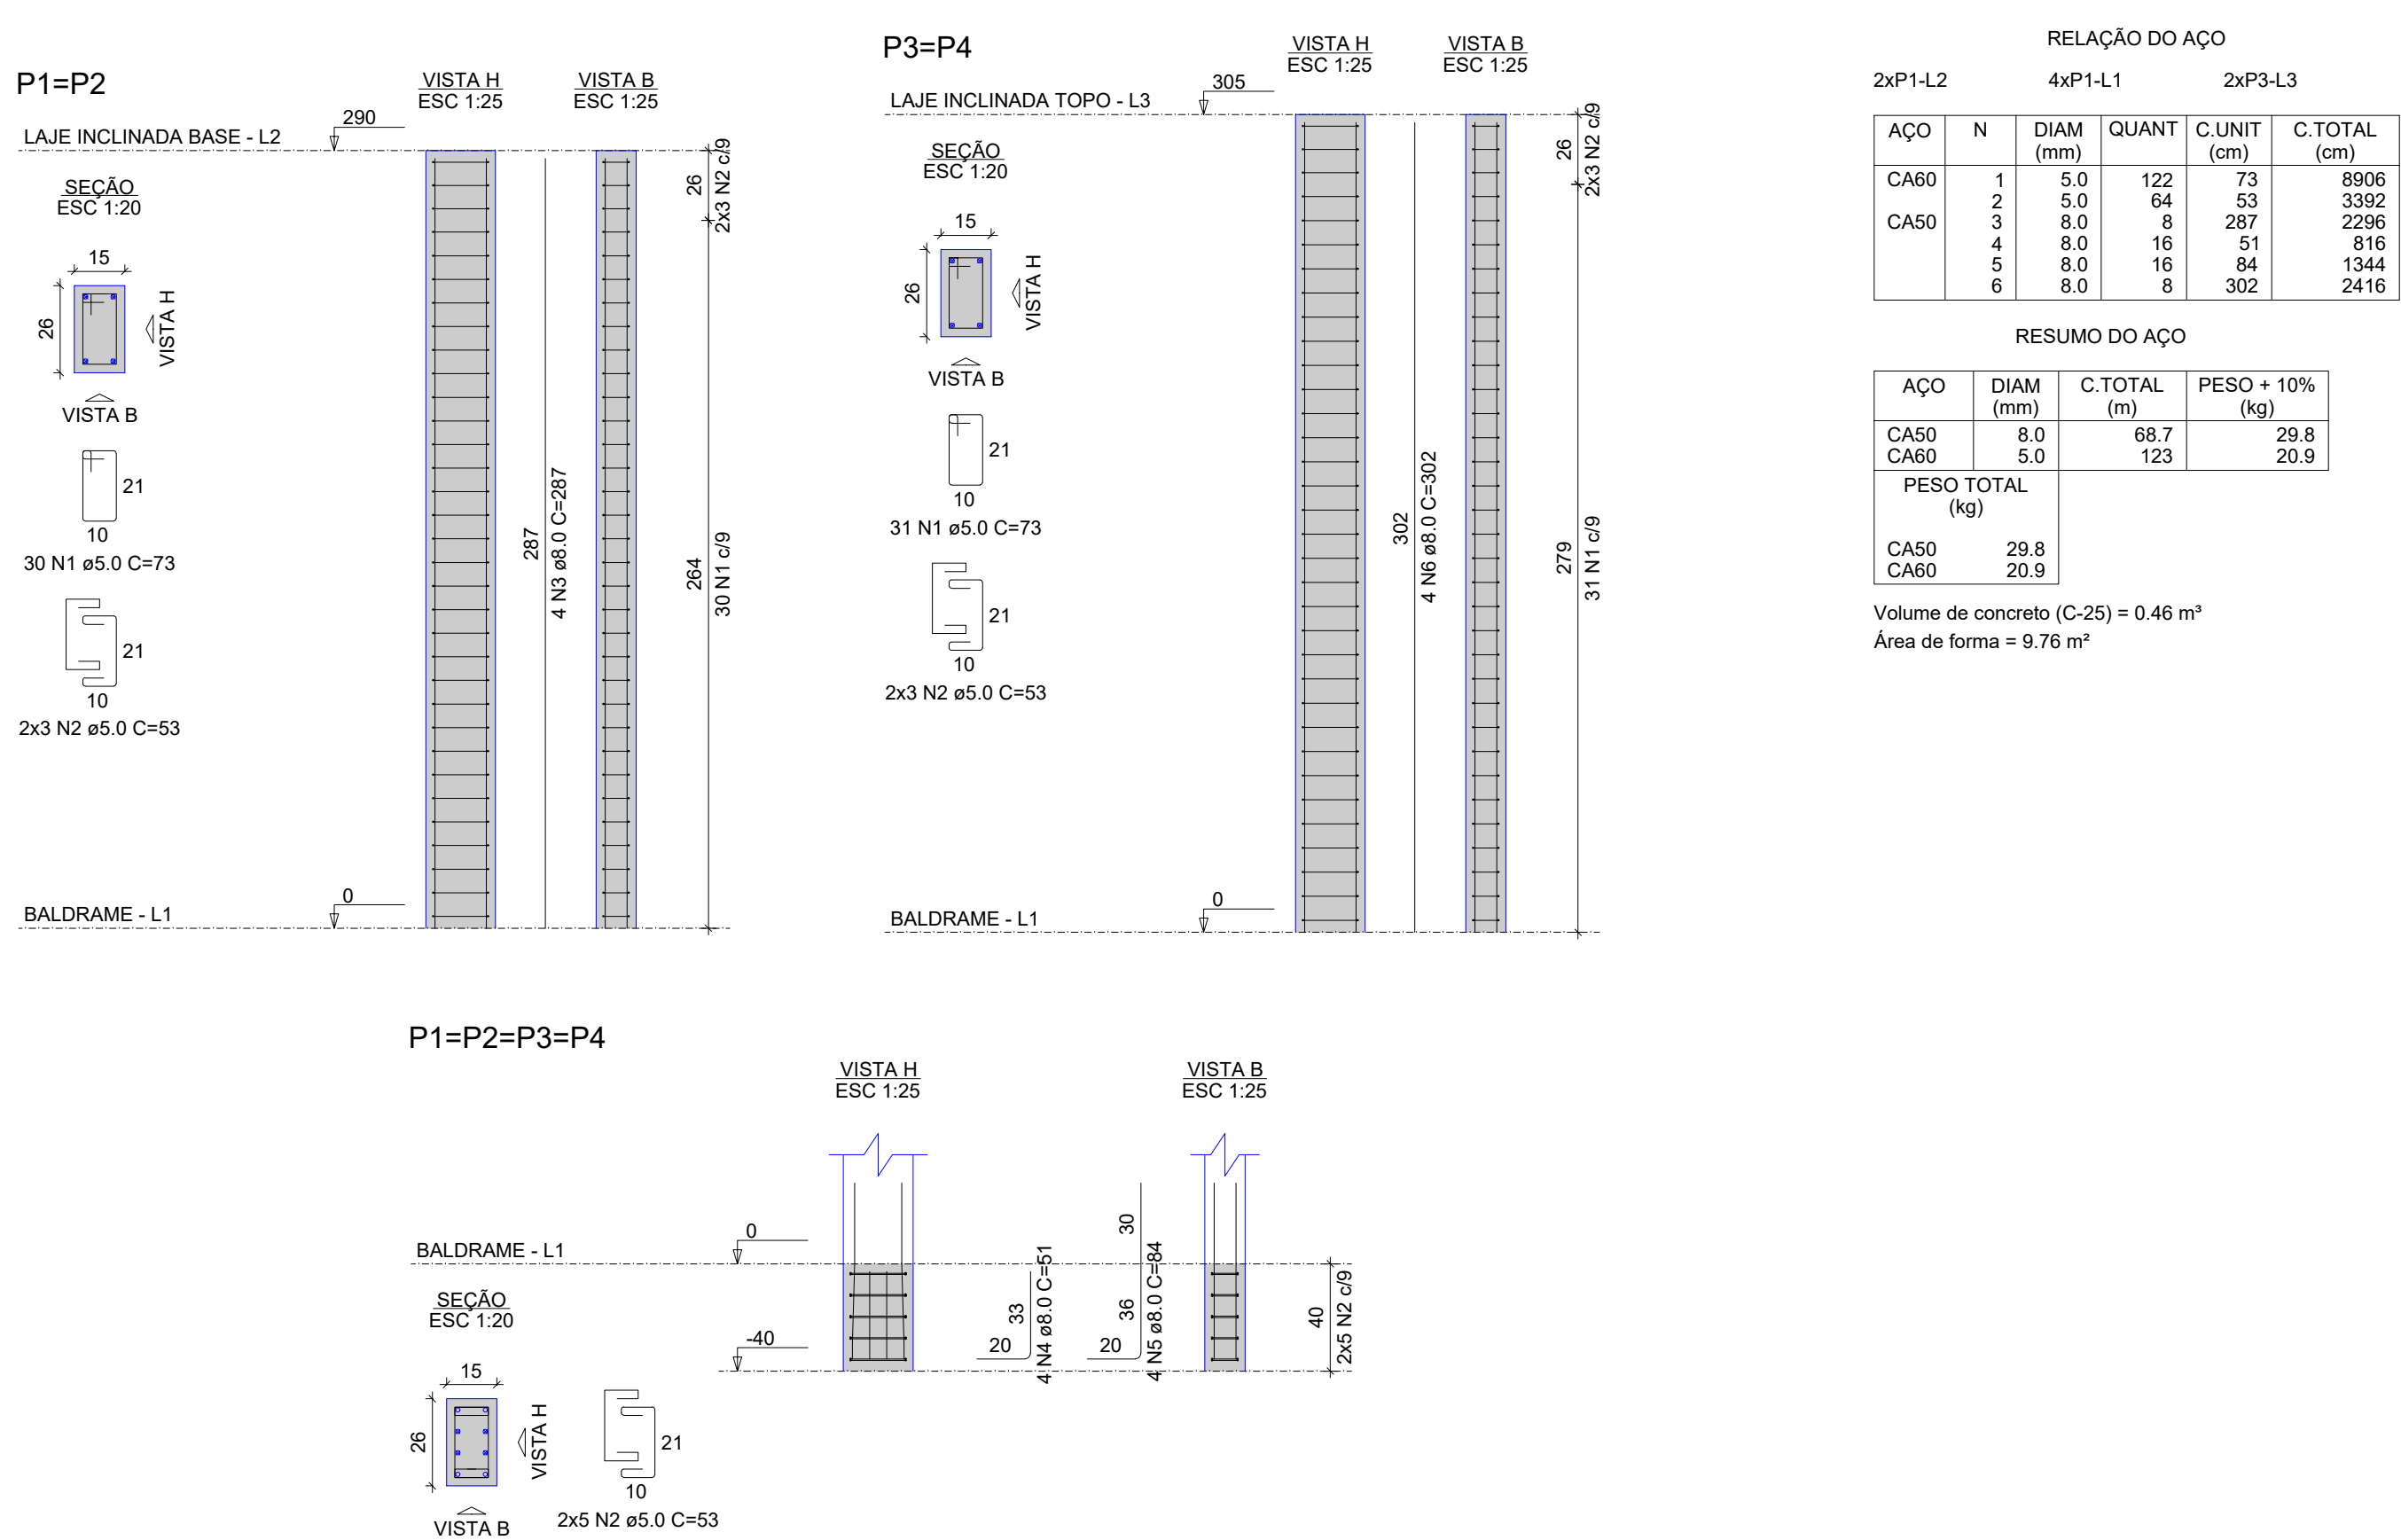 P1=P2
VISTA H
ESC 1:25
VISTA B
ESC 1:25
LAJE INCLINADA BASE - L2
290
SEÇÃO
ESC 1:20
15
26
VISTA H
VISTA B
21
10
30 N1 ø5.0 C=73
21
10
2x3 N2 ø5.0 C=53
287
4 N3 ø8.0 C=287
26
2x3 N2 c/9
264
30 N1 c/9
BALDRAME - L1
0
P3=P4
VISTA H
ESC 1:25
VISTA B
ESC 1:25
LAJE INCLINADA TOPO - L3
305
SEÇÃO
ESC 1:20
15
26
VISTA H
VISTA B
21
10
31 N1 ø5.0 C=73
21
10
2x3 N2 ø5.0 C=53
302
4 N6 ø8.0 C=302
26
2x3 N2 c/9
279
31 N1 c/9
BALDRAME - L1
0
RELAÇÃO DO AÇO
2xP1-L2 4xP1-L1 2xP3-L3
AÇO N DIAM QUANT C.UNIT C.TOTAL
(mm) (cm) (cm)
CA60 1 5.0 122 73 8906
2 5.0 64 53 3392
CA50 3 8.0 8 287 2296
4 8.0 16 51 816
5 8.0 16 84 1344
6 8.0 8 302 2416
RESUMO DO AÇO
AÇO DIAM C.TOTAL PESO + 10%
(mm) (m) (kg)
CA50 8.0 68.7 29.8
CA60 5.0 123 20.9
PESO TOTAL
(kg)
CA50 29.8
CA60 20.9
Volume de concreto (C-25) = 0.46 m³
Área de forma = 9.76 m²
P1=P2=P3=P4
VISTA H
ESC 1:25
VISTA B
ESC 1:25
BALDRAME - L1
0
-40
SEÇÃO
ESC 1:20
15
26
VISTA H
VISTA B
21
10
2x5 N2 ø5.0 C=53
33
20
4 N4 ø8.0 C=51
30
36
20
4 N5 ø8.0 C=84
40
2x5 N2 c/9